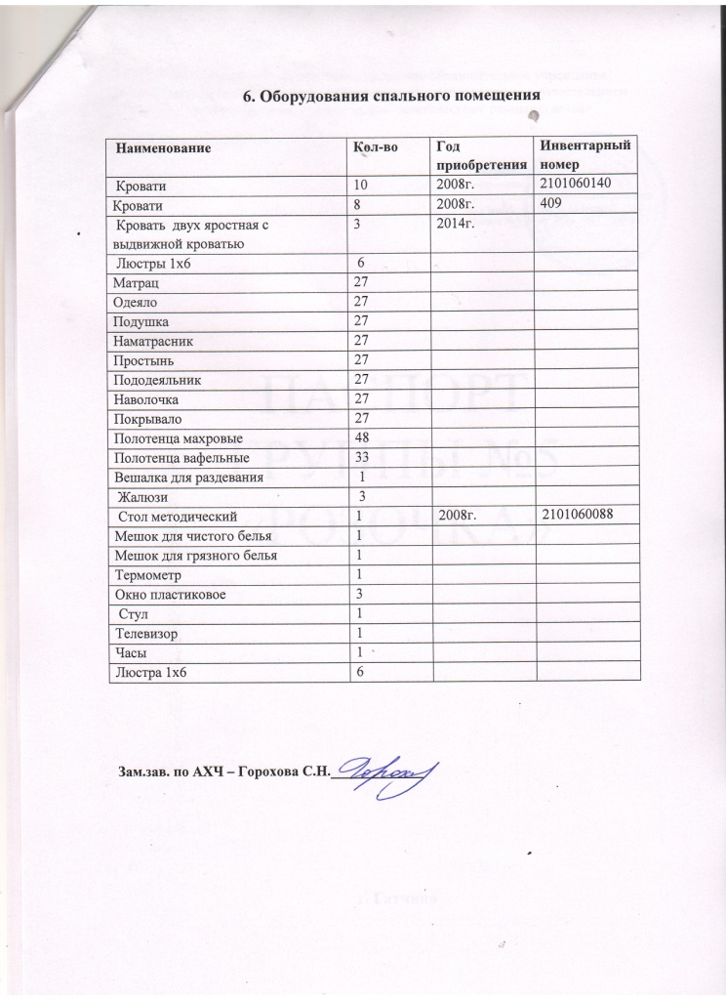 6. Оборудования спального помещения
Наименование Кол-во Год приобретения Инвентарный номер
Кровати 10 2008г. 2101060140
Кровати 8 2008г. 409
Кровать двух яростная с 3 2014г.
выдвижной кроватью
Люстры 1х6 6
Матрац 27
Одеяло 27
Подушка 27
Наматрасник 27
Простынь 27
Пододеяльник 27
Наволочка 27
Покрывало 27
Полотенца махровые 48
Полотенца вафельные 33
Вешалка для раздевания 1
Жалюзи 3
Стол методический 1 2008г. 2101060088
Мешок для чистого белья 1
Мешок для грязного белья 1
Термометр 1
Окно пластиковое 3
Стул 1
Телевизор 1
Часы 1
Люстра 1х6 6
Зам.зав. по АХЧ – Горохова С.Н.